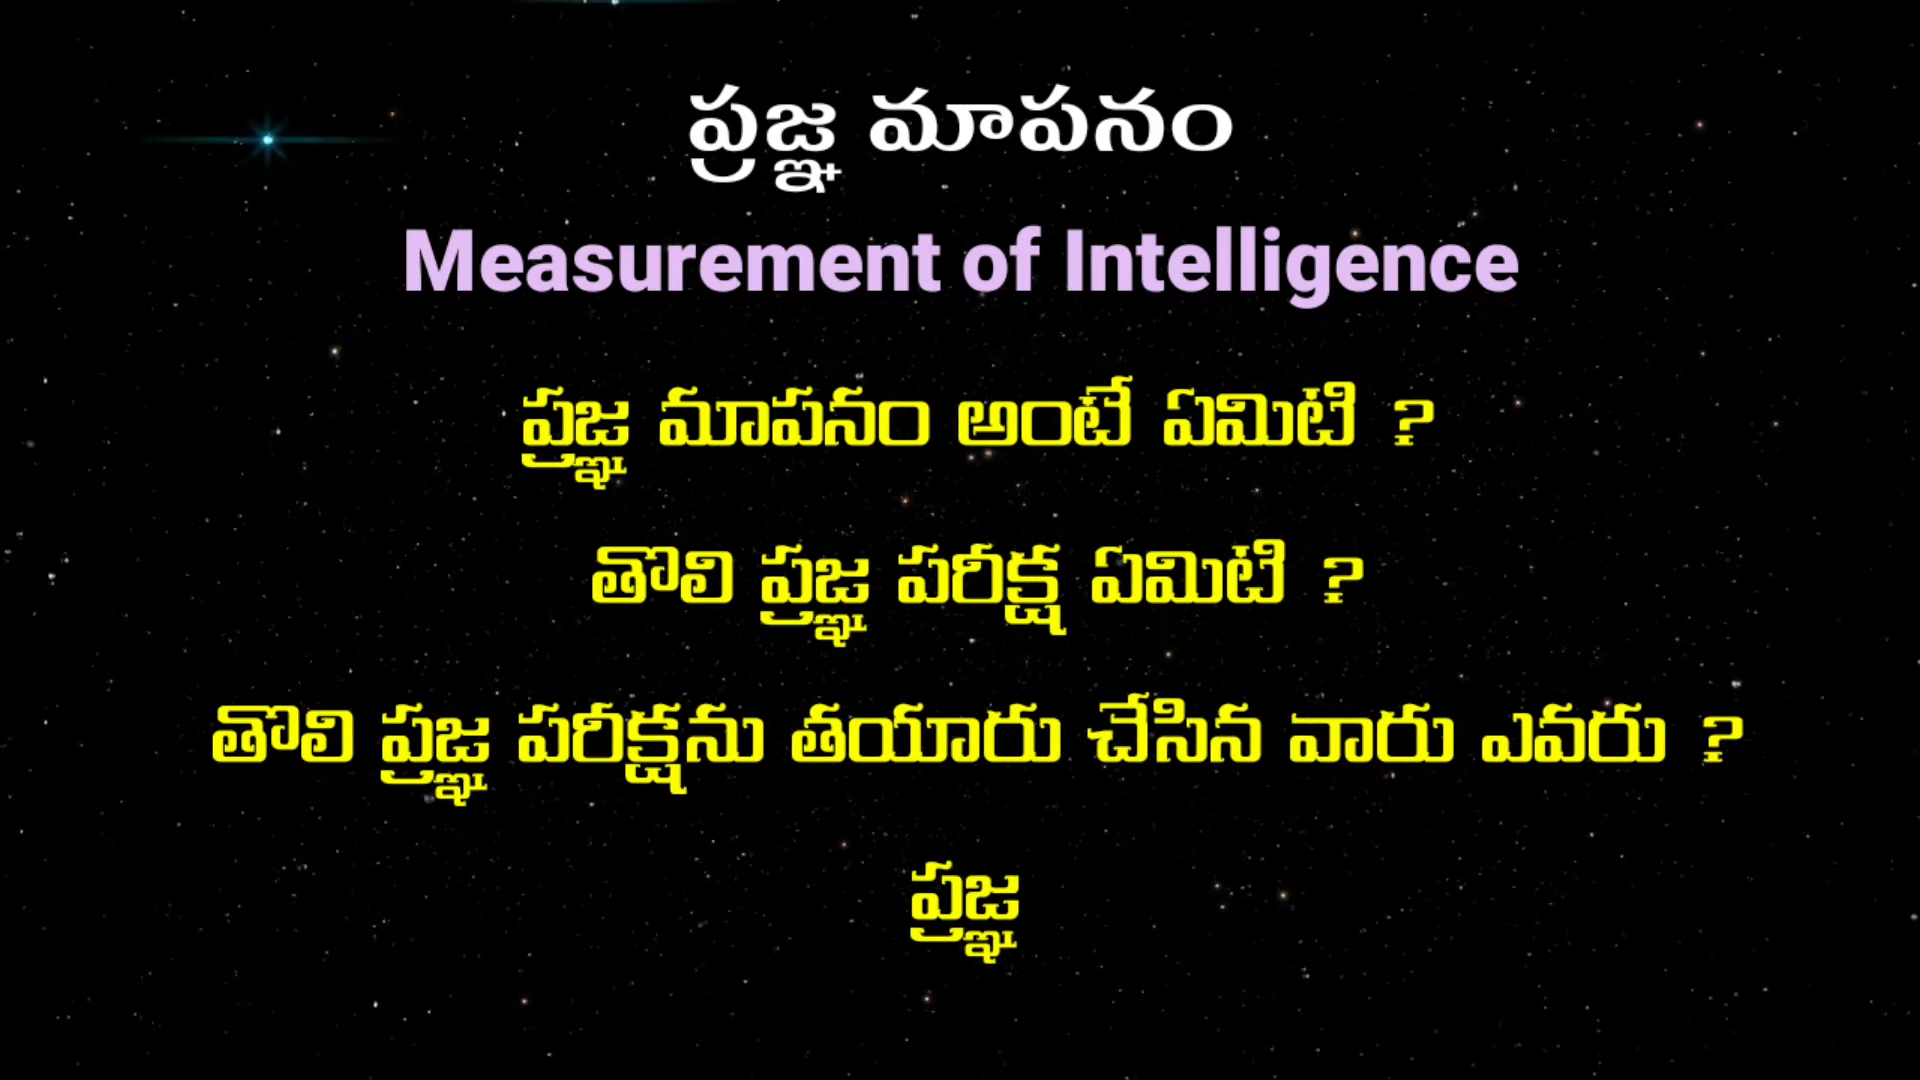 ప్రజ్ఞ మాపనం
Measurement of Intelligence
ప్రజ్ఞ మాపనం అంటే ఏమిటి ?
తొలి ప్రజ్ఞ పరీక్ష ఏమిటి ?
తొలి ప్రజ్ఞ పరీక్షను తయారు చేసిన వారు ఎవరు ?
ప్రజ్ఞ